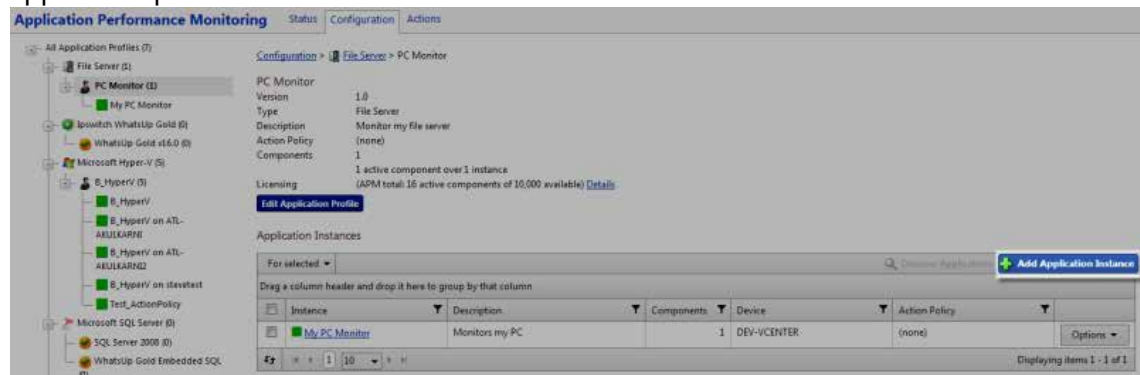 Application Performance Monitoring
Status
Configuration
Actions
All Application Profiles (7)
File Server (1)
PC Monitor (1)
My PC Monitor
Ipswitch WhatsUp Gold (0)
WhatsUp Gold v16.0 (0)
Microsoft Hyper-V (5)
B_HyperV (5)
B_HyperV
B_HyperV on ATL-
AKULKARNI
B_HyperV on ATL-
AKULKARNI2
B_HyperV on stevetest
Test_ActionPolicy
Microsoft SQL Server (0)
SQL Server 2008 (0)
WhatsUp Gold Embedded SQL
Configuration > File Server > PC Monitor
PC Monitor
Version 1.0
Type File Server
Description Monitor my file server
Action Policy (none)
Components 1
1 active component over 1 instance
Licensing (APM total: 16 active components of 10,000 available) Details
Edit Application Profile
Application Instances
For selected
Discover Applications
Add Application Instance
Drag a column header and drop it here to group by that column
Instance Description Components Device Action Policy
My PC Monitor Monitors my PC 1 DEV-VCENTER (none) Options
1 10 Displaying items 1 - 1 of 1